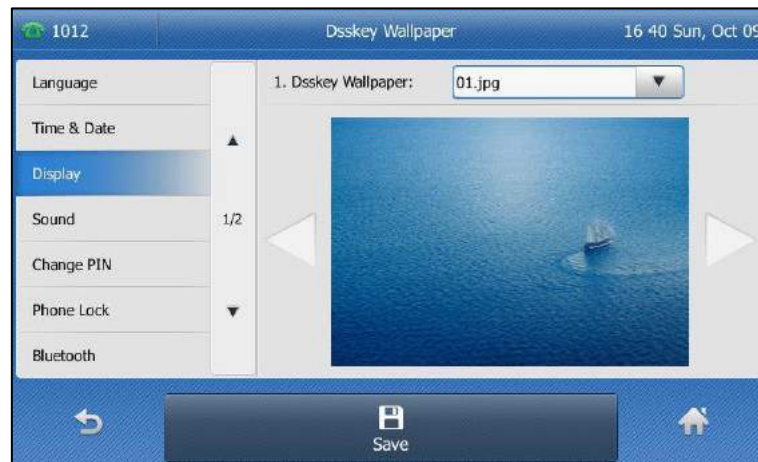 1012 Dsskey Wallpaper 16 40 Sun, Oct 09
Language
1. Dsskey Wallpaper: 01.jpg
Time & Date
Display
Sound
1/2
Change PIN
Phone Lock
Bluetooth
Save